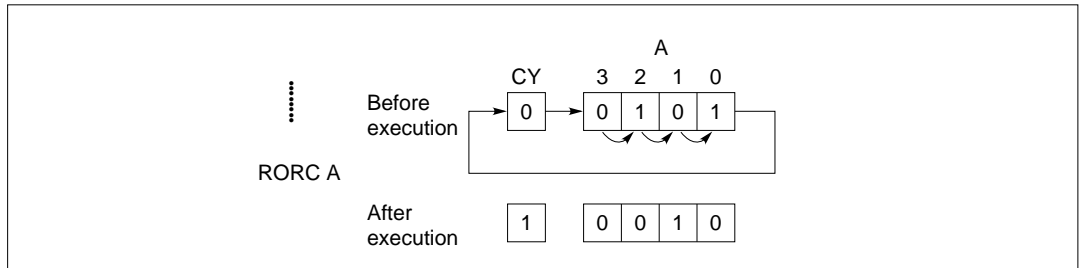 A
CY 3 2 1 0
Before
execution
0 0 1 0 1
RORC A
After
execution
1 0 0 1 0